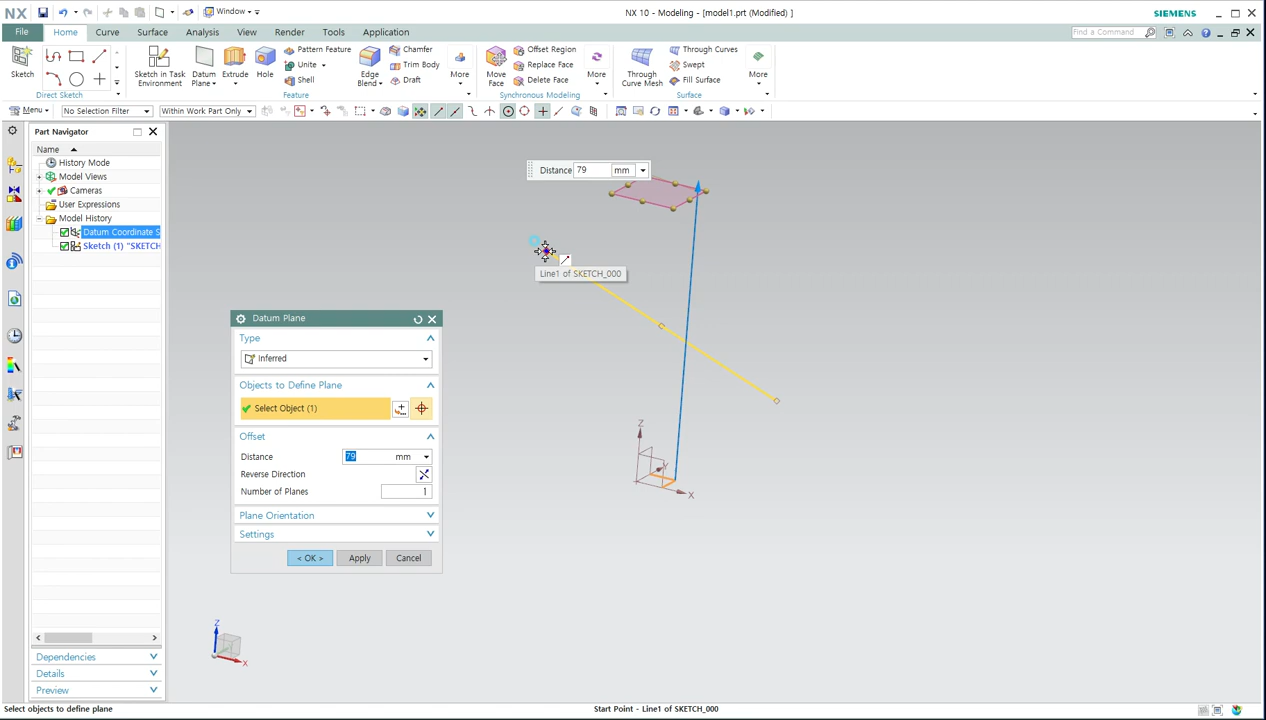 NX
Window
NX 10 - Modeling - [model1.prt (Modified) ]
SIEMENS
File
Home
Curve
Surface
Analysis
View
Render
Tools
Application
Find a Command
Sketch
Direct Sketch
Sketch in Task
Environment
Datum
Plane
Extrude
Hole
Pattern Feature
Unite
Shell
Feature
Edge
Blend
Chamfer
Trim Body
Draft
More
Move
Face
Offset Region
Replace Face
Delete Face
Synchronous Modeling
More
Through
Curve Mesh
Through Curves
Swept
Fill Surface
Surface
More
Menu
No Selection Filter
Within Work Part Only
Part Navigator
Name
History Mode
Model Views
Cameras
User Expressions
Model History
Datum Coordinate S
Sketch (1) "SKETCH
Distance 79 mm
Line1 of SKETCH_000
Datum Plane
Type
Inferred
Objects to Define Plane
Select Object (1)
Offset
Distance 79 mm
Reverse Direction
Number of Planes 1
Plane Orientation
Settings
< OK >
Apply
Cancel
Z
Y
X
Z
X
Dependencies
Details
Preview
Select objects to define plane
Start Point - Line1 of SKETCH_000